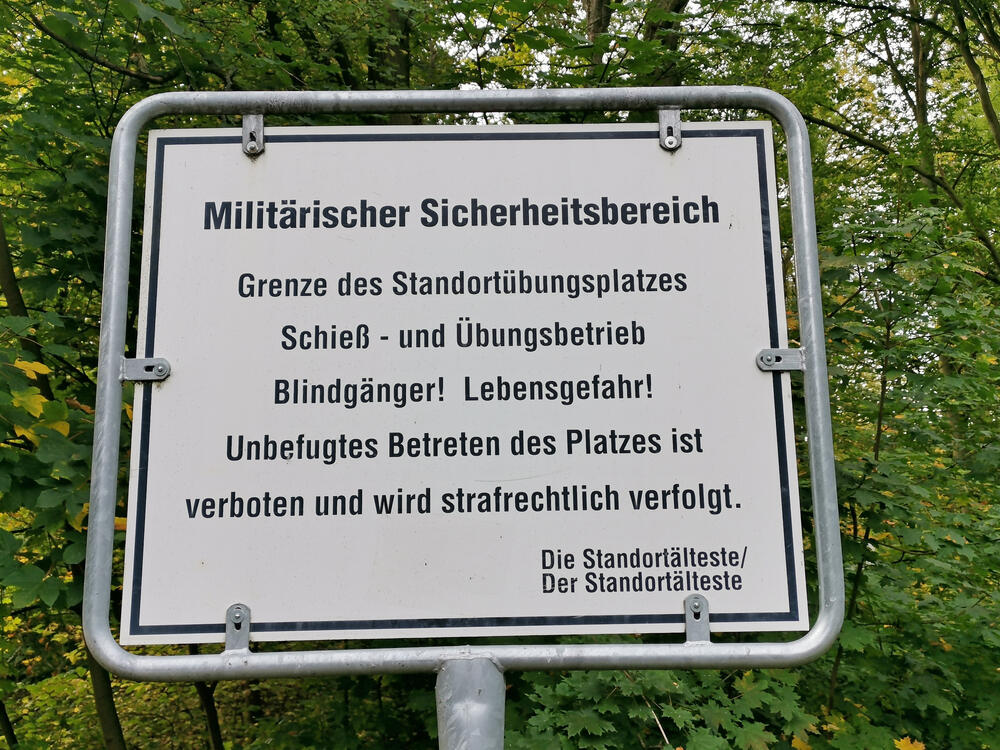 Militärischer Sicherheitsbereich
Grenze des Standortübungsplatzes
Schieß - und Übungsbetrieb
Blindgänger! Lebensgefahr!
Unbefugtes Betreten des Platzes ist
verboten und wird strafrechtlich verfolgt.
Die Standortälteste/
Der Standortälteste